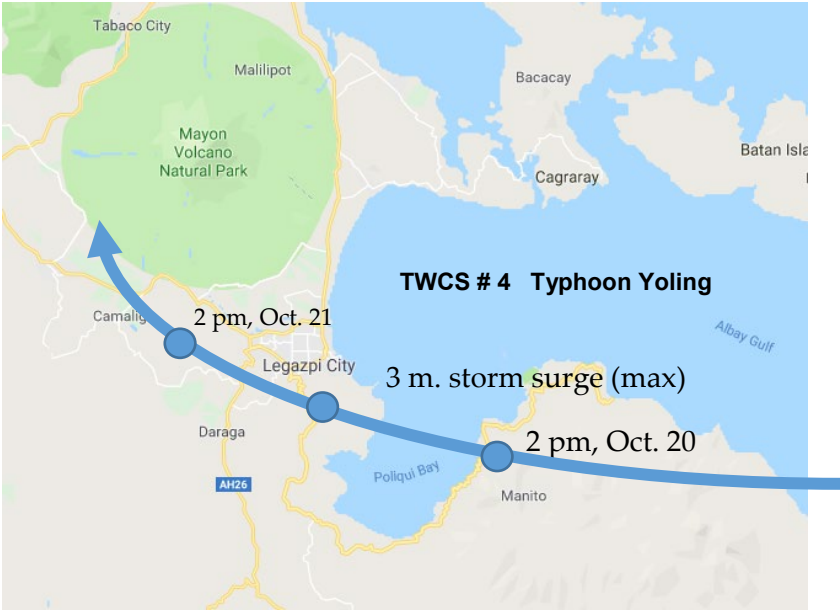 Tabaco City
Malilipot
Bacacay
Mayon
Volcano
Natural Park
Batan Isla
Cagraray
TWCS # 4 Typhoon Yoling
Camalig
2 pm, Oct. 21
Albay Gulf
Legazpi City
3 m. storm surge (max)
Daraga
2 pm, Oct. 20
Poliqui Bay
AH26
Manito